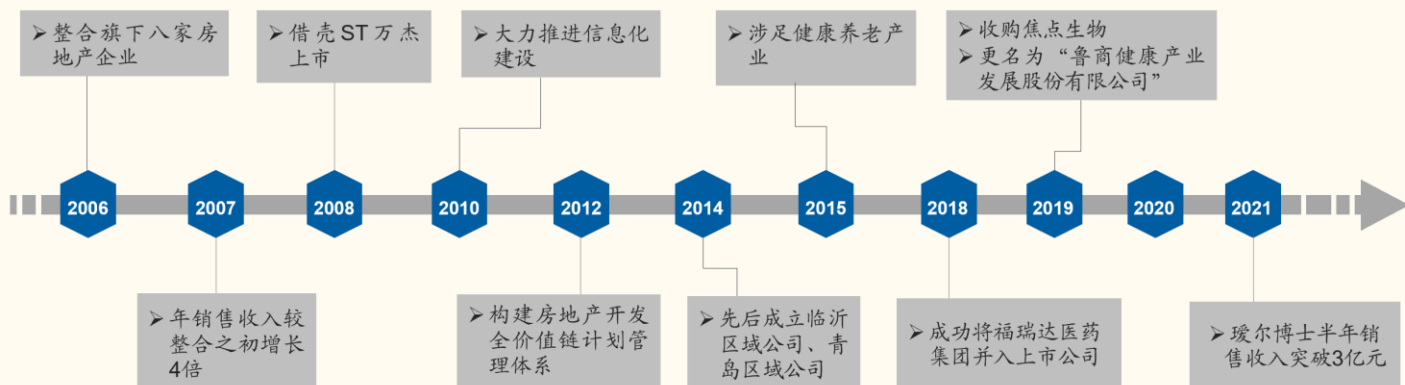 ➢整合旗下八家房
地产企业
➢借壳ST万杰
上市
➢大力推进信息化
建设
➢涉足健康养老产
业
➢收购焦点生物
➢更名为“鲁商健康产业
发展股份有限公司”
2006
2007
2008
2010
2012
2014
2015
2018
2019
2020
2021
➢年销售收入较
整合之初增长
4倍
➢构建房地产开发
全价值链计划管
理体系
➢先后成立临沂
区域公司、青
岛区域公司
➢成功将福瑞达医药
集团并入上市公司
➢瑷尔博士半年销
售收入突破3亿元